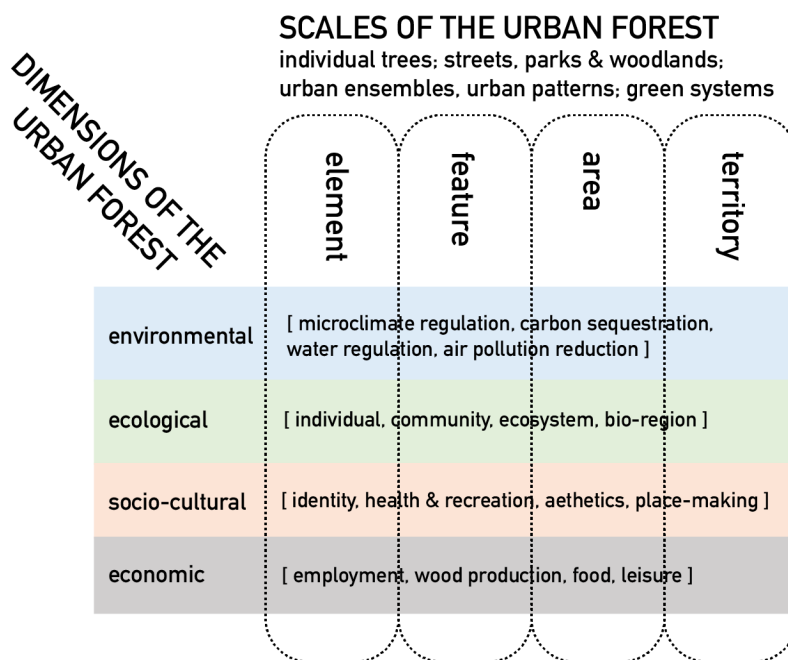 SCALES OF THE URBAN FOREST
individual trees; streets, parks & woodlands;
urban ensembles, urban patterns; green systems
DIMENSIONS OF THE
URBAN FOREST
element
feature
area
territory
environmental
[ microclimate regulation, carbon sequestration,
water regulation, air pollution reduction ]
ecological
[ individual, community, ecosystem, bio-region ]
socio-cultural
[ identity, health & recreation, aethetics, place-making ]
economic
[ employment, wood production, food, leisure ]